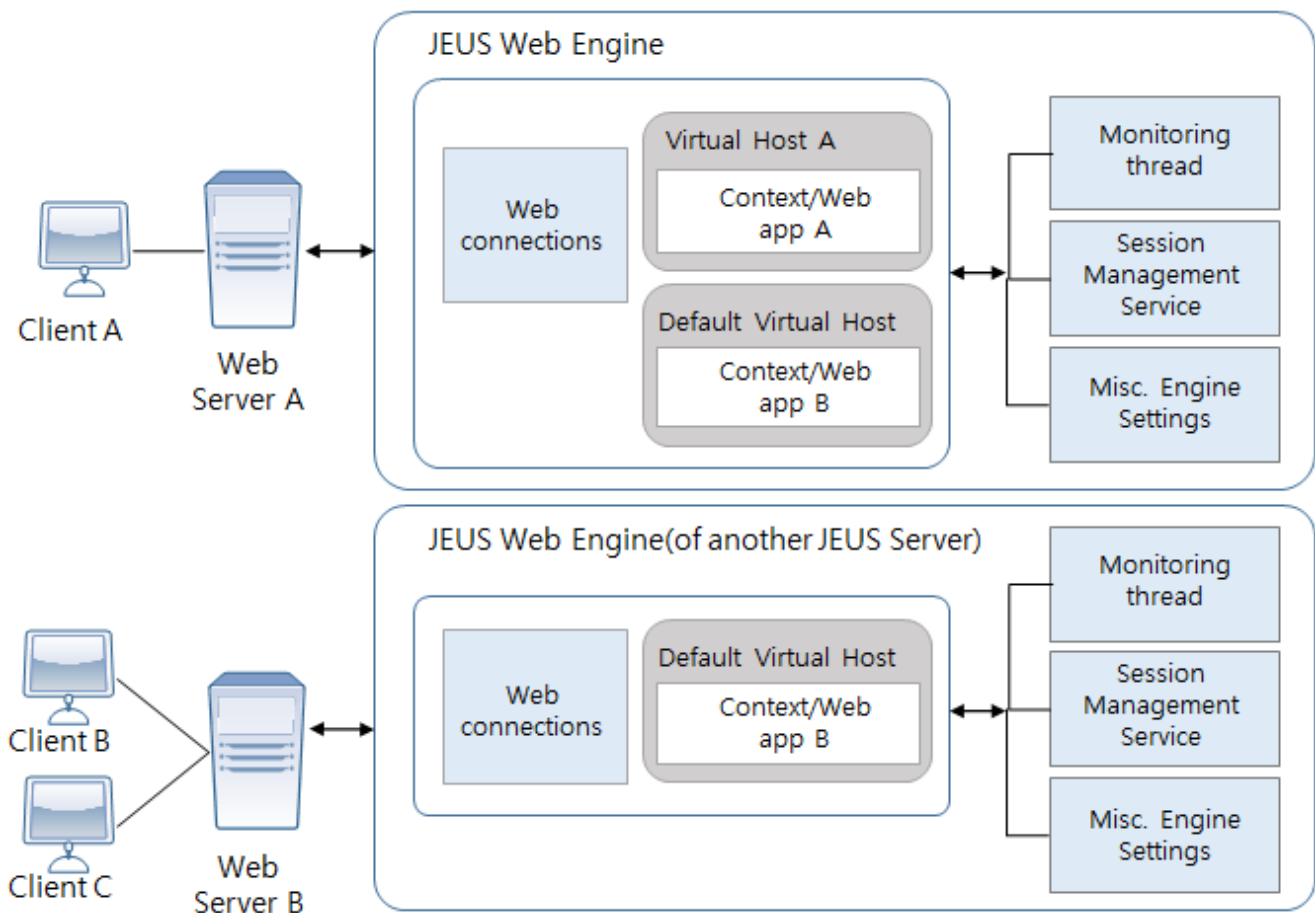 JEUS Web Engine
Client A
Web
Server A
Web
connections
Virtual Host A
Context/Web
app A
Default Virtual Host
Context/Web
app B
Monitoring
thread
Session
Management
Service
Misc. Engine
Settings
JEUS Web Engine(of another JEUS Server)
Client B
Client C
Web
Server B
Web
connections
Default Virtual Host
Context/Web
app B
Monitoring
thread
Session
Management
Service
Misc. Engine
Settings